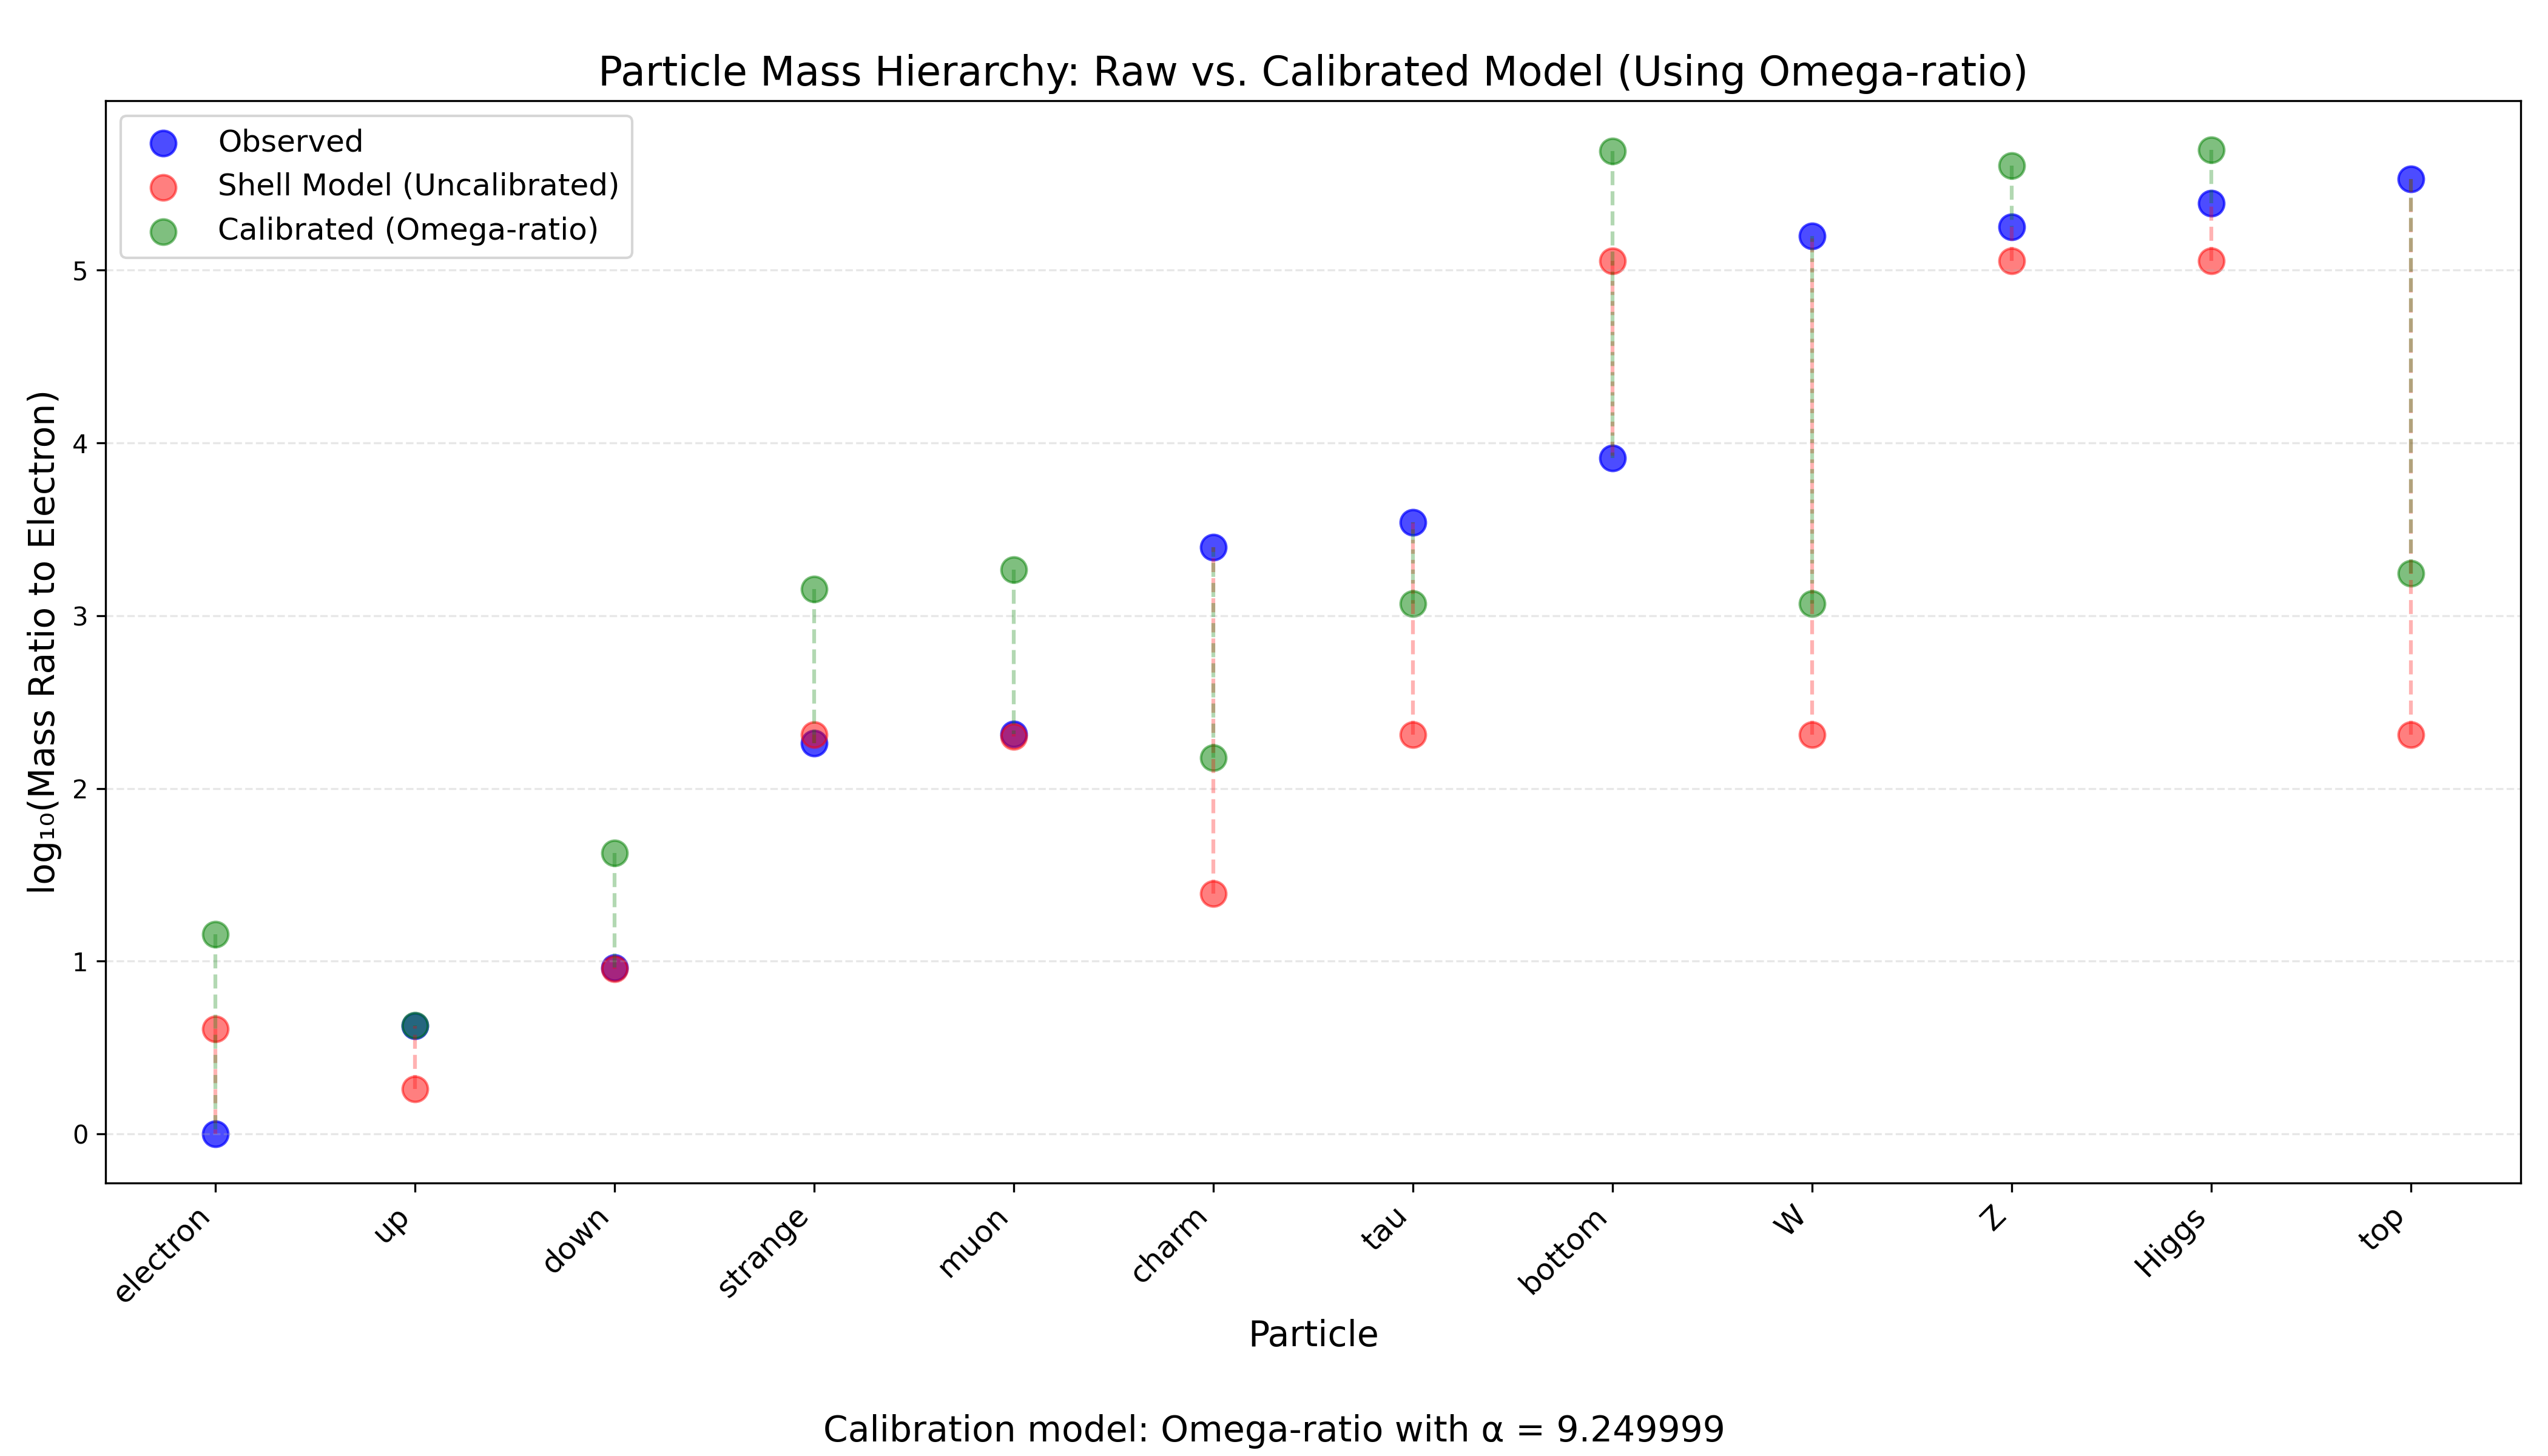 Particle Mass Hierarchy: Raw vs. Calibrated Model (Using Omega-ratio)
Observed
Shell Model (Uncalibrated)
Calibrated (Omega-ratio)
log₁₀(Mass Ratio to Electron)
5
4
3
2
1
0
electron
up
down
strange
muon
charm
tau
bottom
W
Z
Higgs
top
Particle
Calibration model: Omega-ratio with α = 9.249999